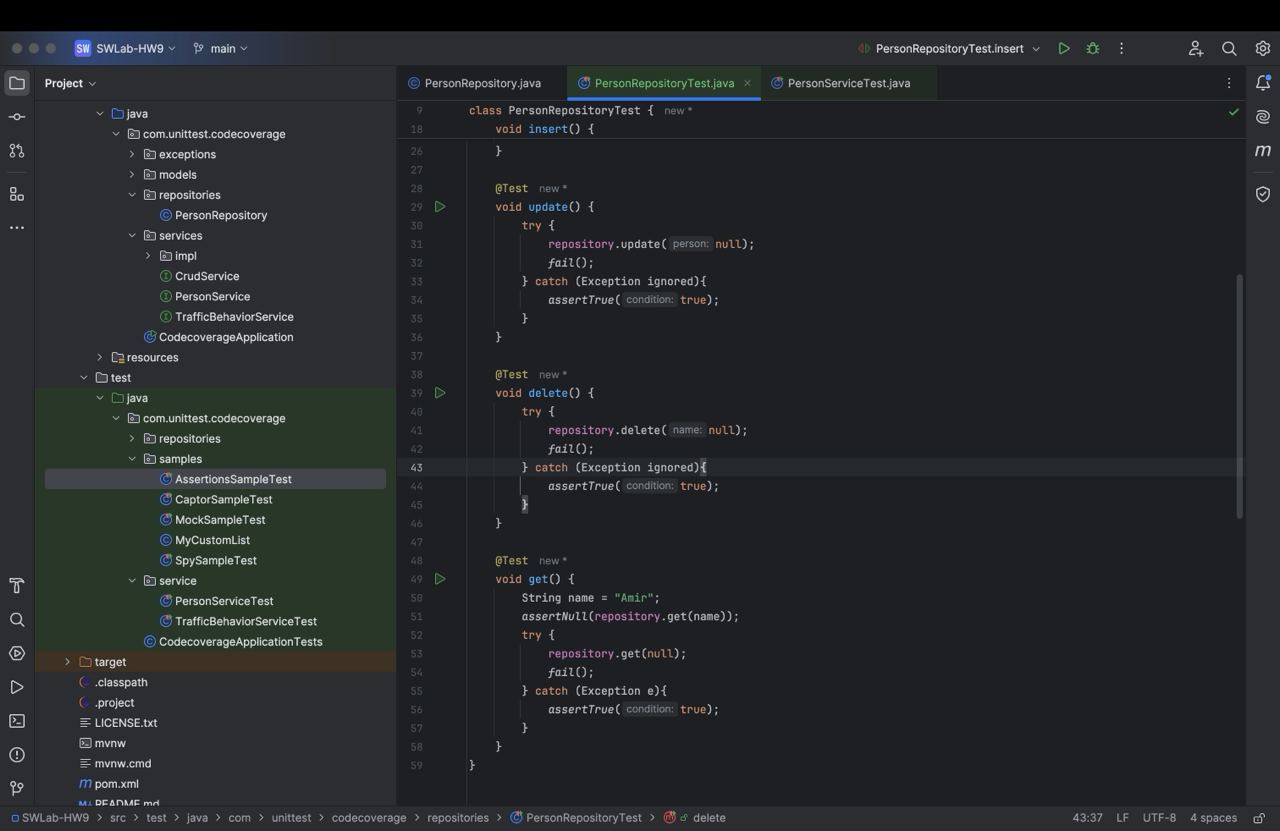 SW SWLab-HW9 main PersonRepositoryTest.insert
Project
PersonRepository.java PersonRepositoryTest.java PersonServiceTest.java
java
com.unittest.codecoverage
exceptions
models
repositories
PersonRepository
services
impl
CrudService
PersonService
TrafficBehaviorService
CodecoverageApplication
resources
test
java
com.unittest.codecoverage
repositories
samples
AssertionsSampleTest
CaptorSampleTest
MockSampleTest
MyCustomList
SpySampleTest
service
PersonServiceTest
TrafficBehaviorServiceTest
CodecoverageApplicationTests
target
.classpath
.project
LICENSE.txt
mvnw
mvnw.cmd
m pom.xml
M↓ README.md
9 class PersonRepositoryTest { new *
18 void insert() {
26 }
27
28 @Test new *
29 void update() {
30 try {
31 repository.update( person: null);
32 fail();
33 } catch (Exception ignored){
34 assertTrue( condition: true);
35 }
36 }
37
38 @Test new *
39 void delete() {
40 try {
41 repository.delete( name: null);
42 fail();
43 } catch (Exception ignored){
44 assertTrue( condition: true);
45 }
46 }
47
48 @Test new *
49 void get() {
50 String name = "Amir";
51 assertNull(repository.get(name));
52 try {
53 repository.get(null);
54 fail();
55 } catch (Exception e){
56 assertTrue( condition: true);
57 }
58 }
59 }
m
SWLab-HW9 > src > test > java > com > unittest > codecoverage > repositories > PersonRepositoryTest > m delete 43:37 LF UTF-8 4 spaces